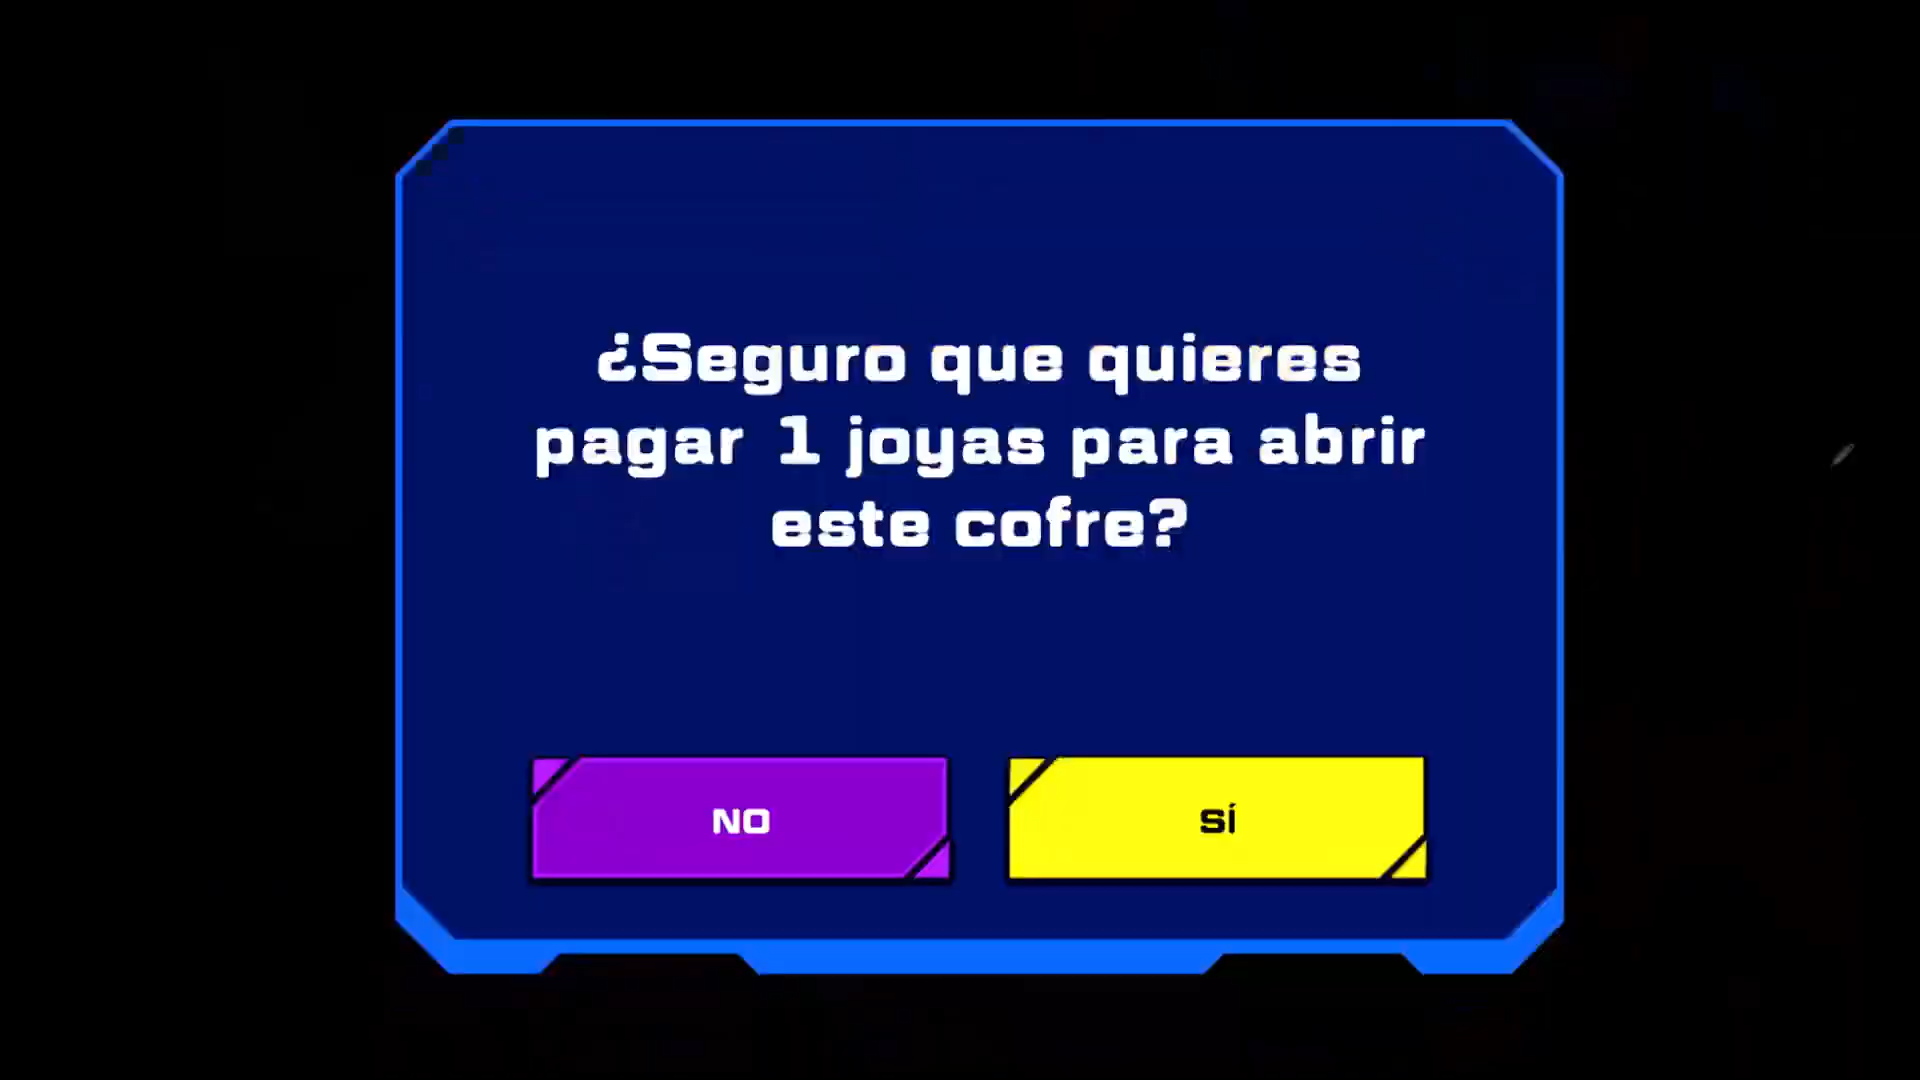 ¿Seguro que quieres
pagar 1 joyas para abrir
este cofre?
NO
SÍ